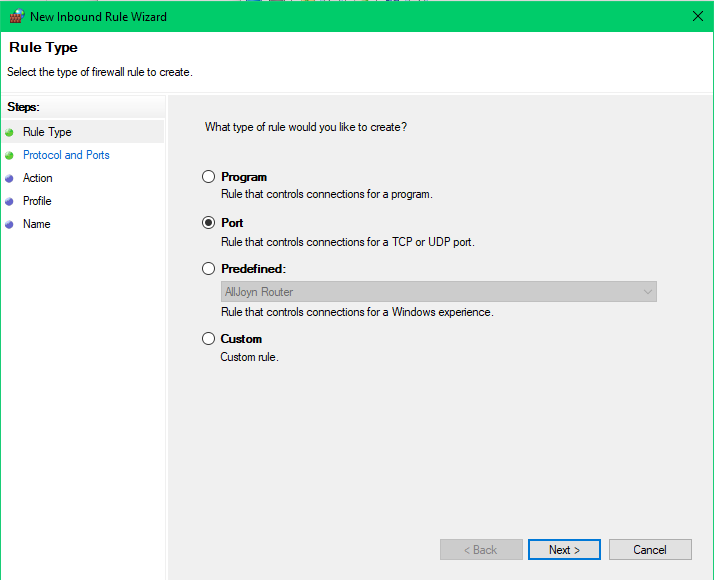 New Inbound Rule Wizard
Rule Type
Select the type of firewall rule to create.
Steps:
Rule Type
Protocol and Ports
Action
Profile
Name
What type of rule would you like to create?
Program
Rule that controls connections for a program.
Port
Rule that controls connections for a TCP or UDP port.
Predefined:
AllJoyn Router
Rule that controls connections for a Windows experience.
Custom
Custom rule.
< Back
Next >
Cancel